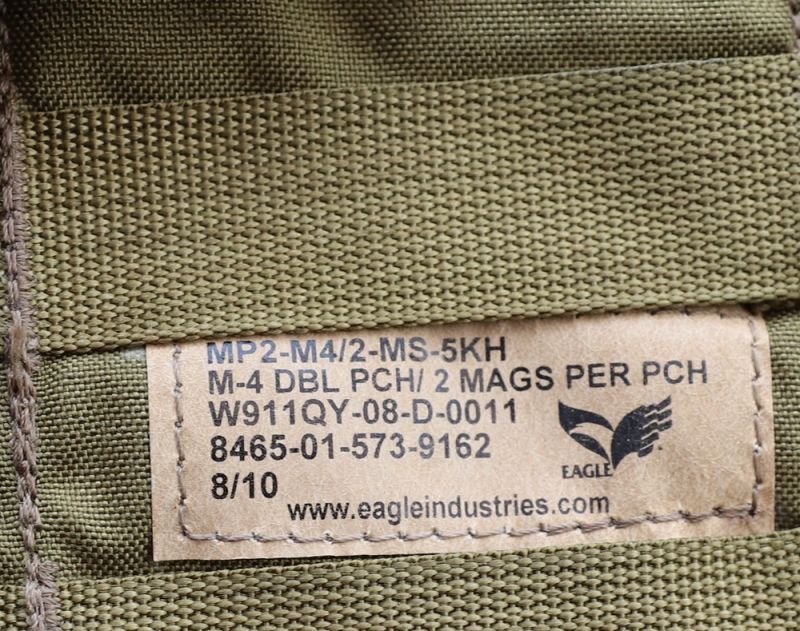 MP2-M4/2-MS-5KH
M-4 DBL PCH/ 2 MAGS PER PCH
W911QY-08-D-0011
8465-01-573-9162
8/10
EAGLE
www.eagleindustries.com